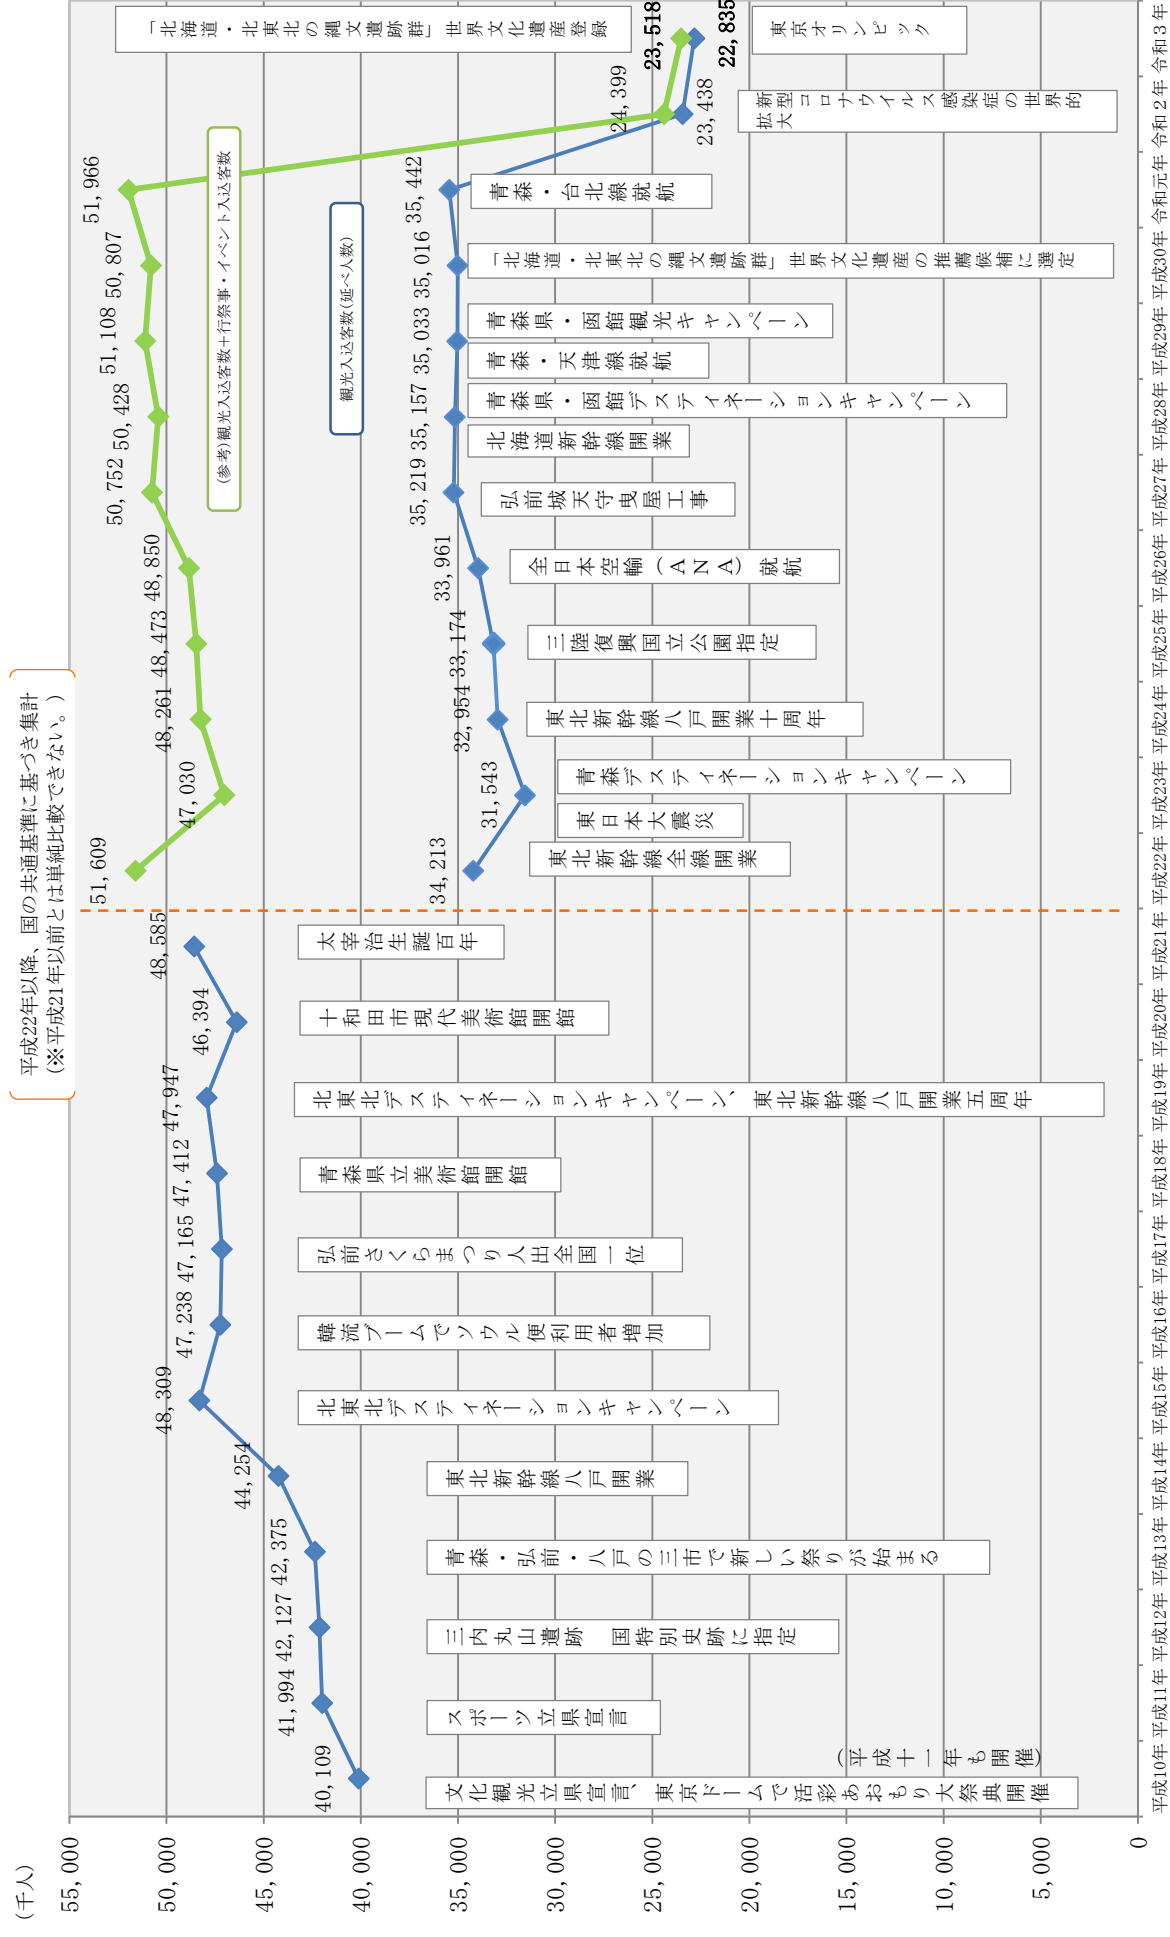 平成22年以降、国の共通基準に基づき集計
(※平成21年以前とは単純比較できない。)
(千人)
55,000
50,000
45,000
40,000
35,000
30,000
25,000
20,000
15,000
10,000
5,000
0
40,109
41,994
42,127
42,375
44,254
48,309
47,238
47,165
47,412
47,947
46,394
48,585
51,609
47,030
48,261
48,473
48,850
50,752
50,428
51,108
50,807
51,966
24,399
23,518
34,213
31,543
32,954
33,174
33,961
35,219
35,157
35,033
35,016
35,442
23,438
22,835
(参考)観光入込客数+行祭事・イベント入込客数
観光入込客数(延べ人数)
文化観光立県宣言、東京ドームで活彩あおもり大祭典開催
(平成十一年も開催)
スポーツ立県宣言
三内丸山遺跡 国特別史跡に指定
青森・弘前・八戸の三市で新しい祭りが始まる
東北新幹線八戸開業
北東北デスティネーションキャンペーン
韓流ブームでソウル便利用者増加
弘前さくらまつり人出全国一位
青森県立美術館開館
北東北デスティネーションキャンペーン、東北新幹線八戸開業五周年
十和田市現代美術館開館
太宰治生誕百年
東北新幹線全線開業
東日本大震災
青森デスティネーションキャンペーン
東北新幹線八戸開業十周年
三陸復興国立公園指定
全日本空輸(ANA)就航
弘前城天守曳屋工事
北海道新幹線開業
青森県・函館デスティネーションキャンペーン
青森・天津線就航
青森県・函館観光キャンペーン
「北海道・北東北の縄文遺跡群」世界文化遺産の推薦候補に選定
青森・台北線就航
拡新型コロナウイルス感染症の世界的
大
「北海道・北東北の縄文遺跡群」世界文化遺産登録
東京オリンピック
平成10年
平成11年
平成12年
平成13年
平成14年
平成15年
平成16年
平成17年
平成18年
平成19年
平成20年
平成21年
平成22年
平成23年
平成24年
平成25年
平成26年
平成27年
平成28年
平成29年
平成30年
令和元年
令和2年
令和3年